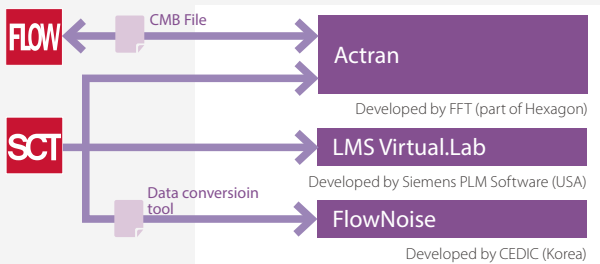 FLOW
CMB File
Actran
Developed by FFT (part of Hexagon)
SCT
LMS Virtual.Lab
Developed by Siemens PLM Software (USA)
Data conversioin
tool
FlowNoise
Developed by CEDIC (Korea)